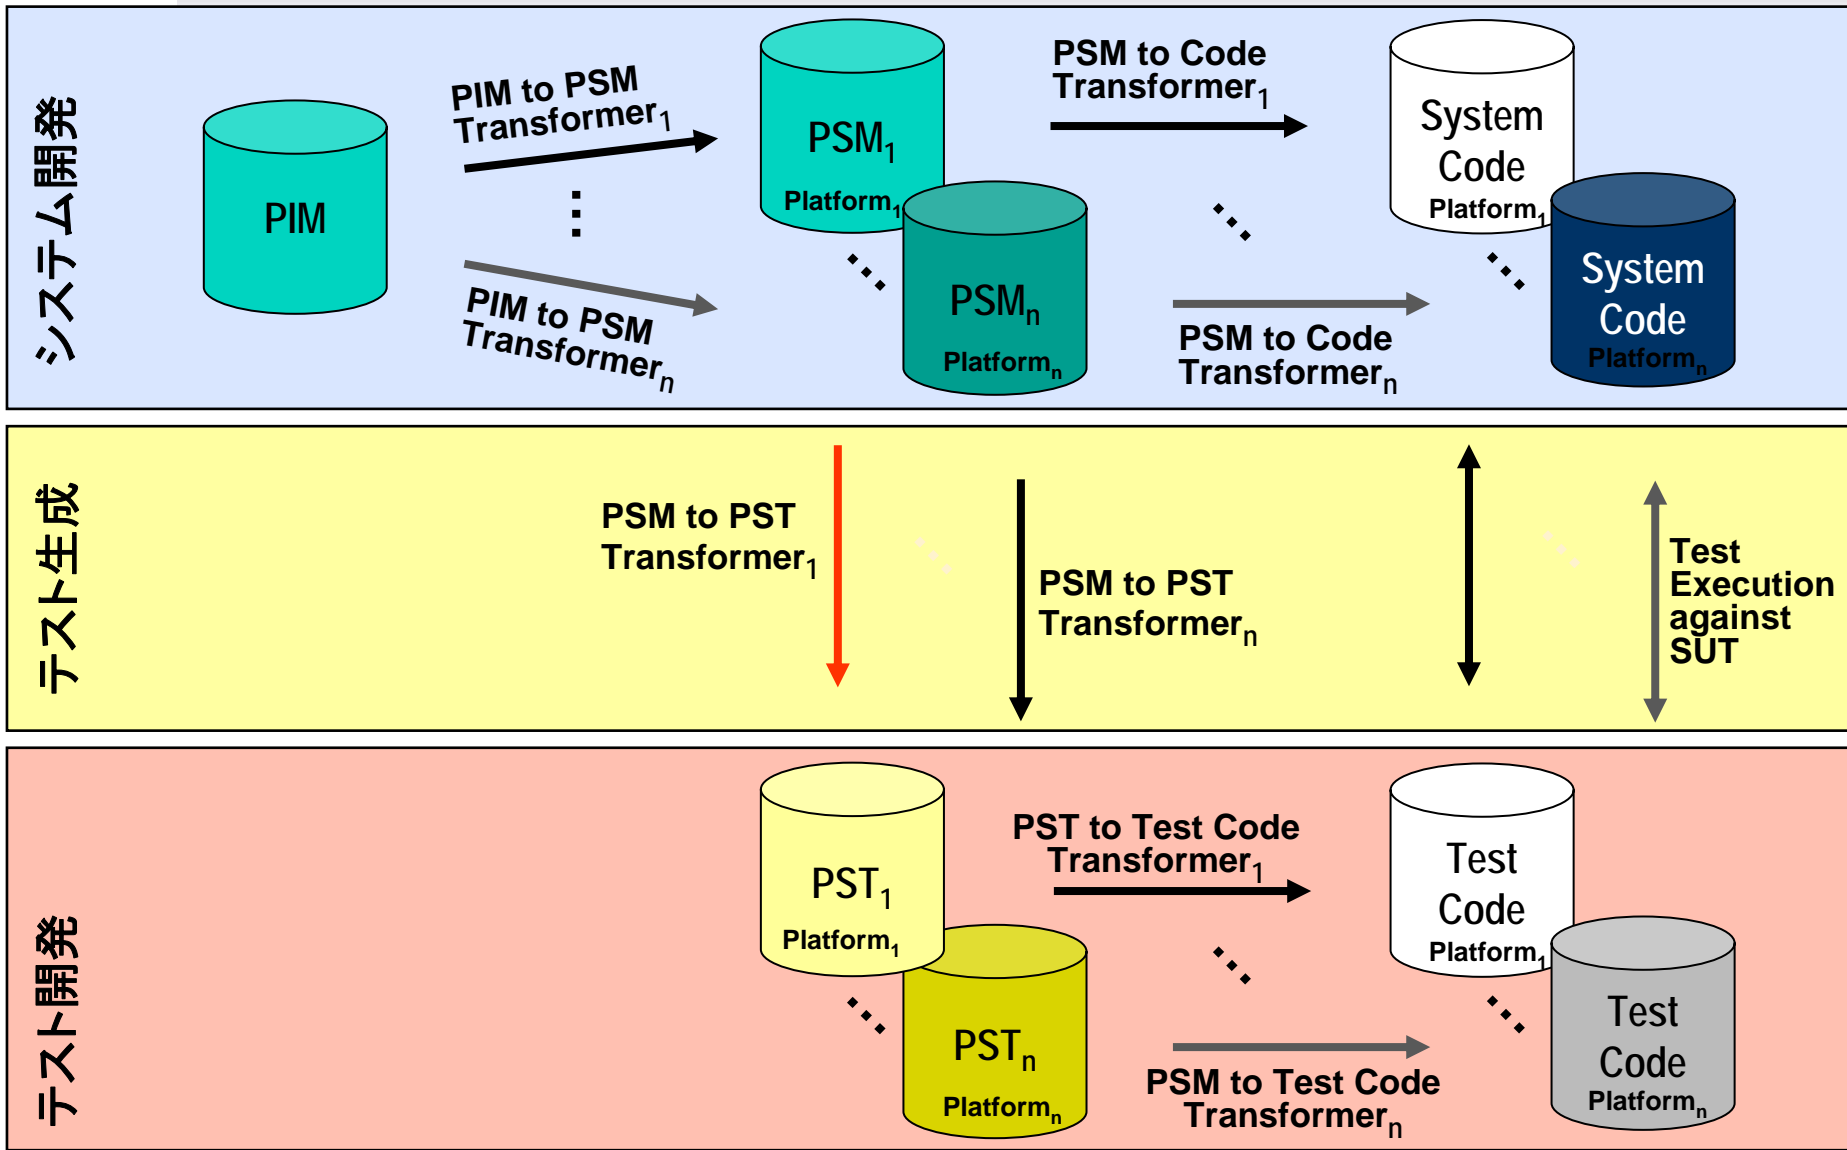 システム開発
PIM
PIM to PSM
Transformer1
PIM to PSM
Transformern
PSM1
Platform1
PSMn
Platformn
PSM to Code
Transformer1
PSM to Code
Transformern
System
Code
Platform1
System
Code
Platformn
テスト生成
PSM to PST
Transformer1
PSM to PST
Transformern
Test
Execution
against
SUT
テスト開発
PST1
Platform1
PSTn
Platformn
PST to Test Code
Transformer1
PSM to Test Code
Transformern
Test
Code
Platform1
Test
Code
Platformn